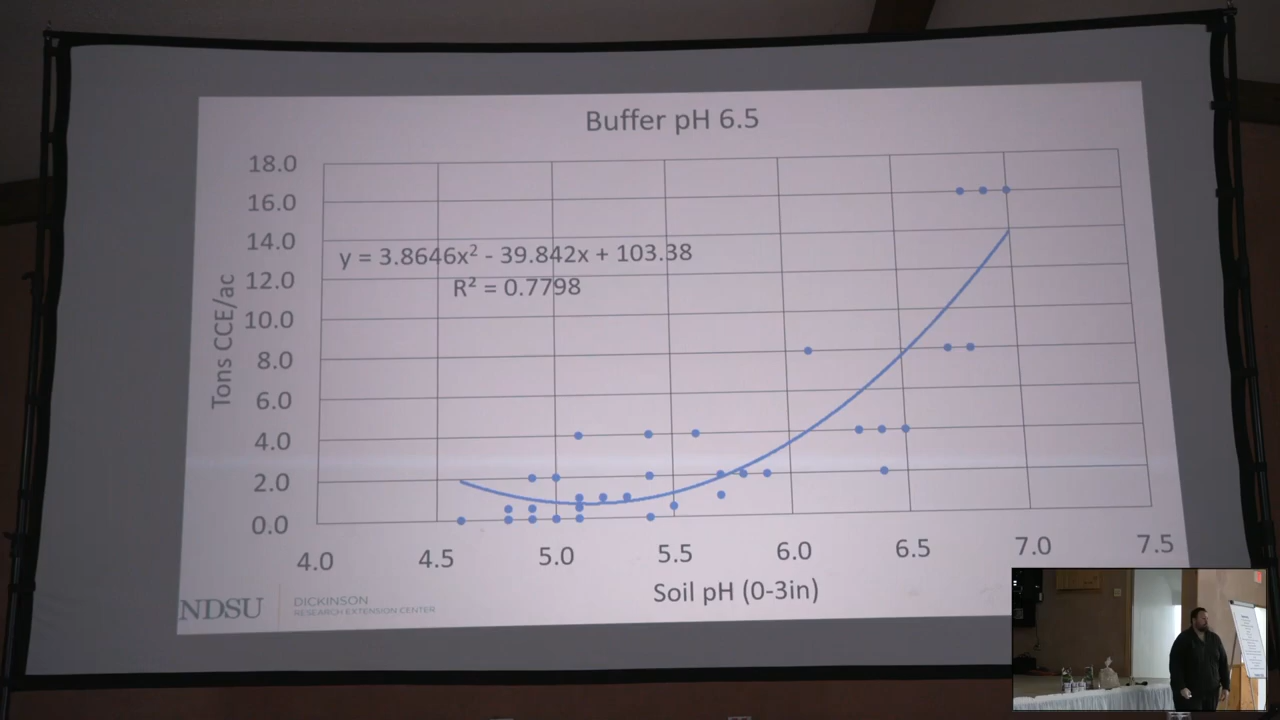 Buffer pH 6.5
18.0
16.0
14.0
12.0
10.0
8.0
6.0
4.0
2.0
0.0
Tons CCE/ac
y = 3.8646x² - 39.842x + 103.38
R² = 0.7798
4.0 4.5 5.0 5.5 6.0 6.5 7.0 7.5
Soil pH (0-3in)
NDSU
DICKINSON
RESEARCH EXTENSION CENTER